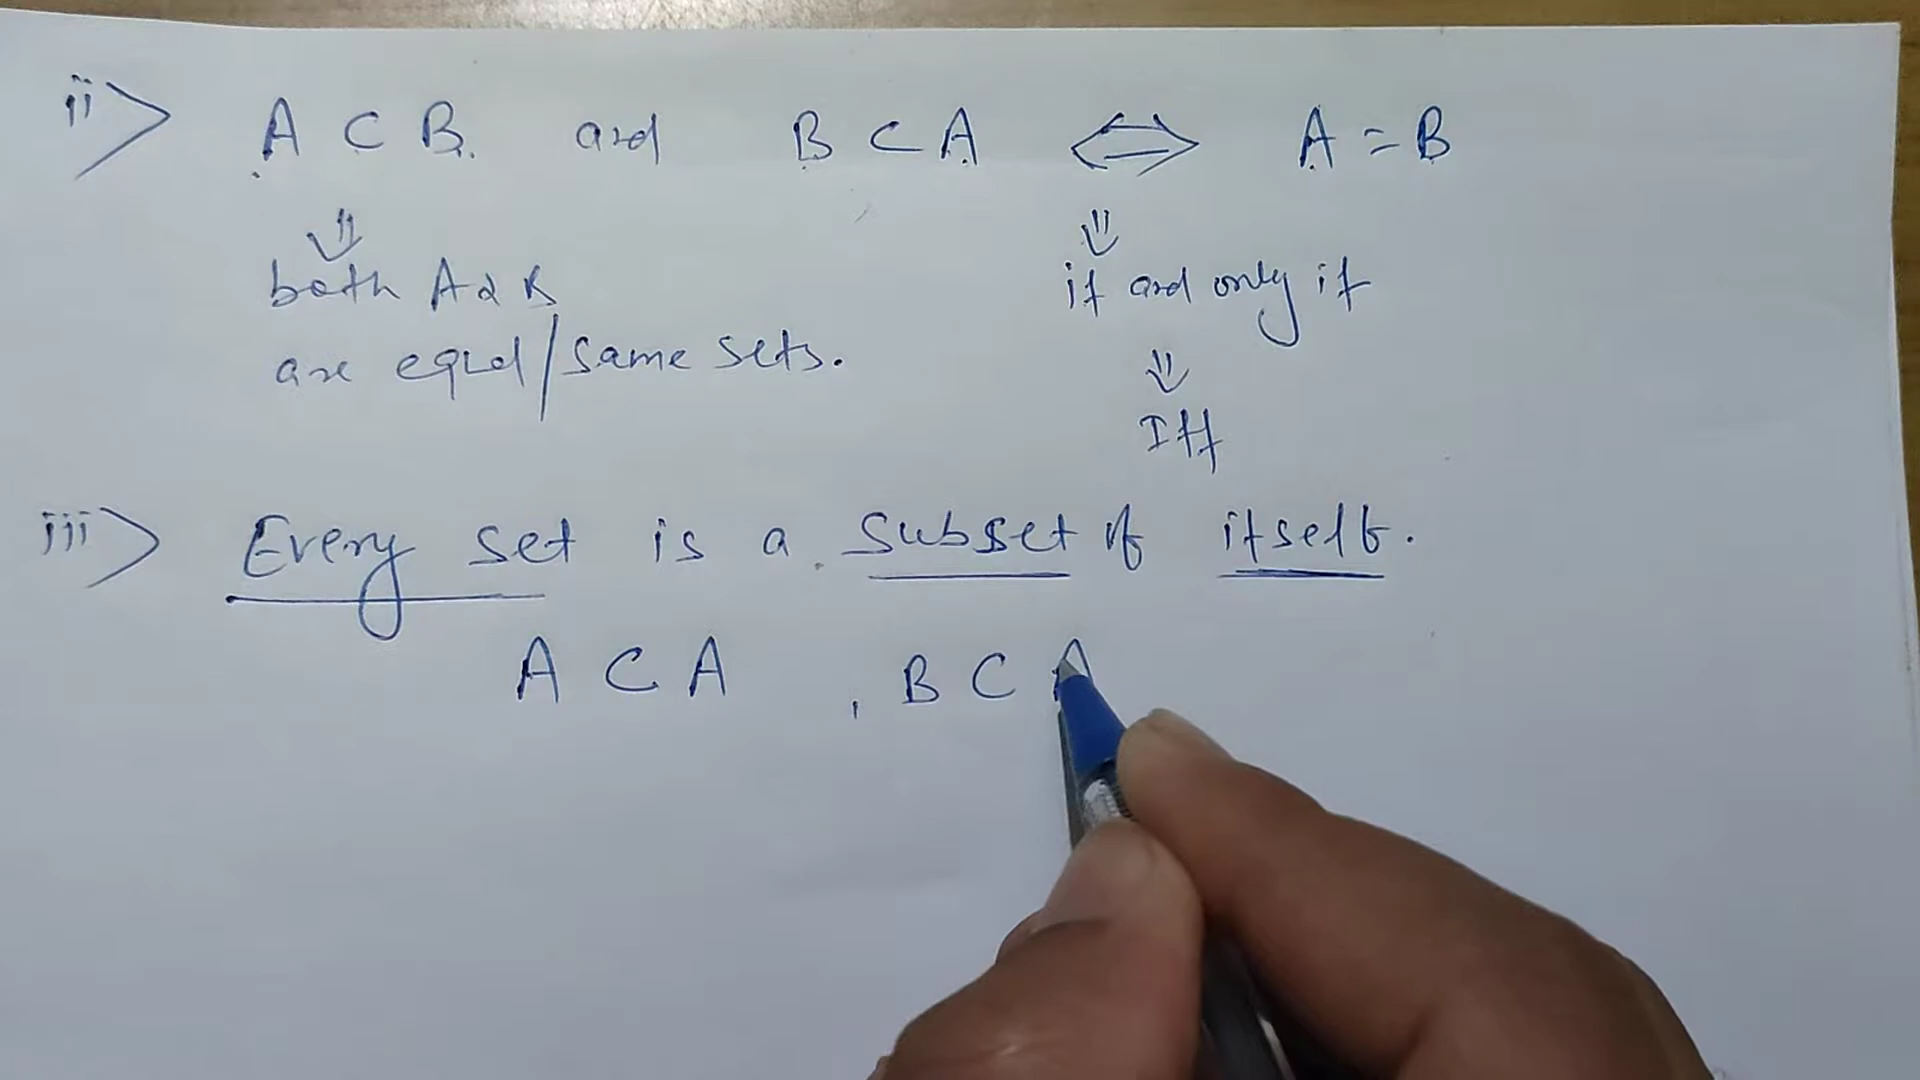 ii> A ⊂ B. and B ⊂ A ⇔ A = B
⇓ ⇓
both A & B if and only if
are equal/same sets. ⇓
Iff
iii> Every set is a subset of itself.
A ⊂ A , B ⊂ A